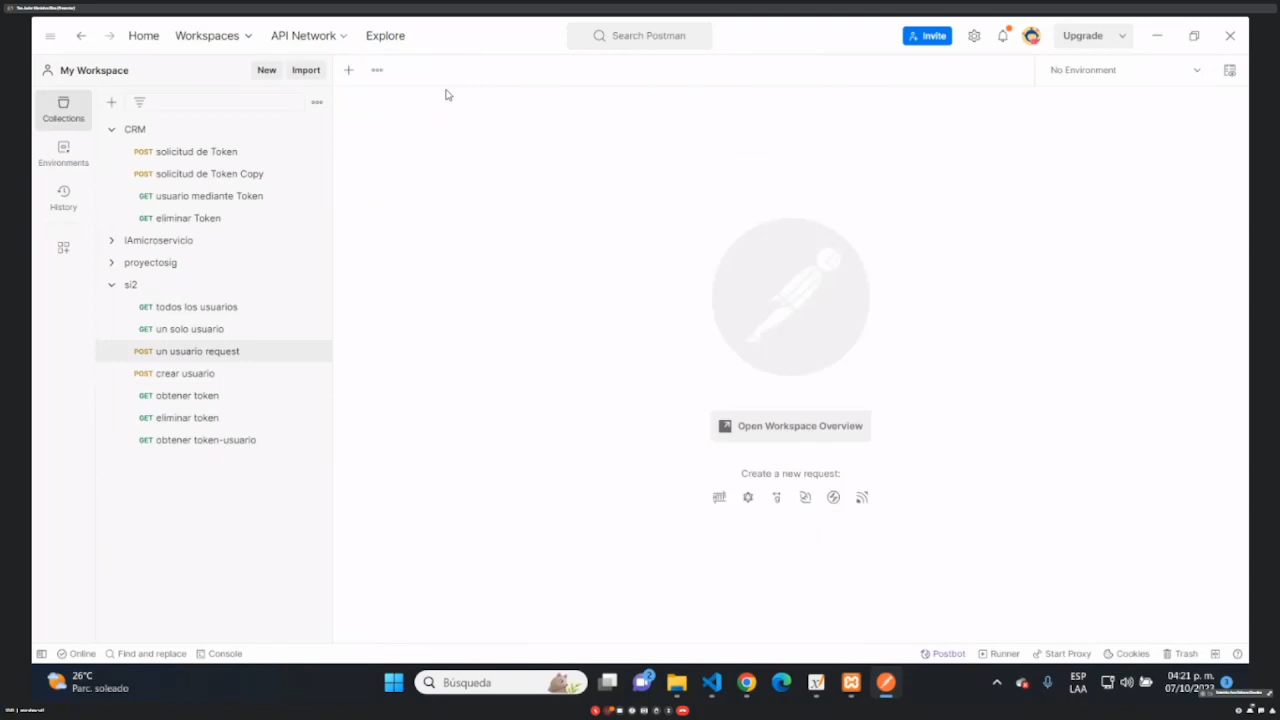 Home Workspaces API Network Explore Search Postman Invite Upgrade
My Workspace New Import No Environment
Collections
Environments
History
CRM
POST solicitud de Token
POST solicitud de Token Copy
GET usuario mediante Token
GET eliminar Token
IAmicroservicio
proyectosig
si2
GET todos los usuarios
GET un solo usuario
POST un usuario request
POST crear usuario
GET obtener token
GET eliminar token
GET obtener token-usuario
Open Workspace Overview
Create a new request:
Online Find and replace Console Postbot Runner Start Proxy Cookies Trash
26°C
Parc. soleado
Búsqueda
ESP
LAA
04:21 p. m.
07/10/2023